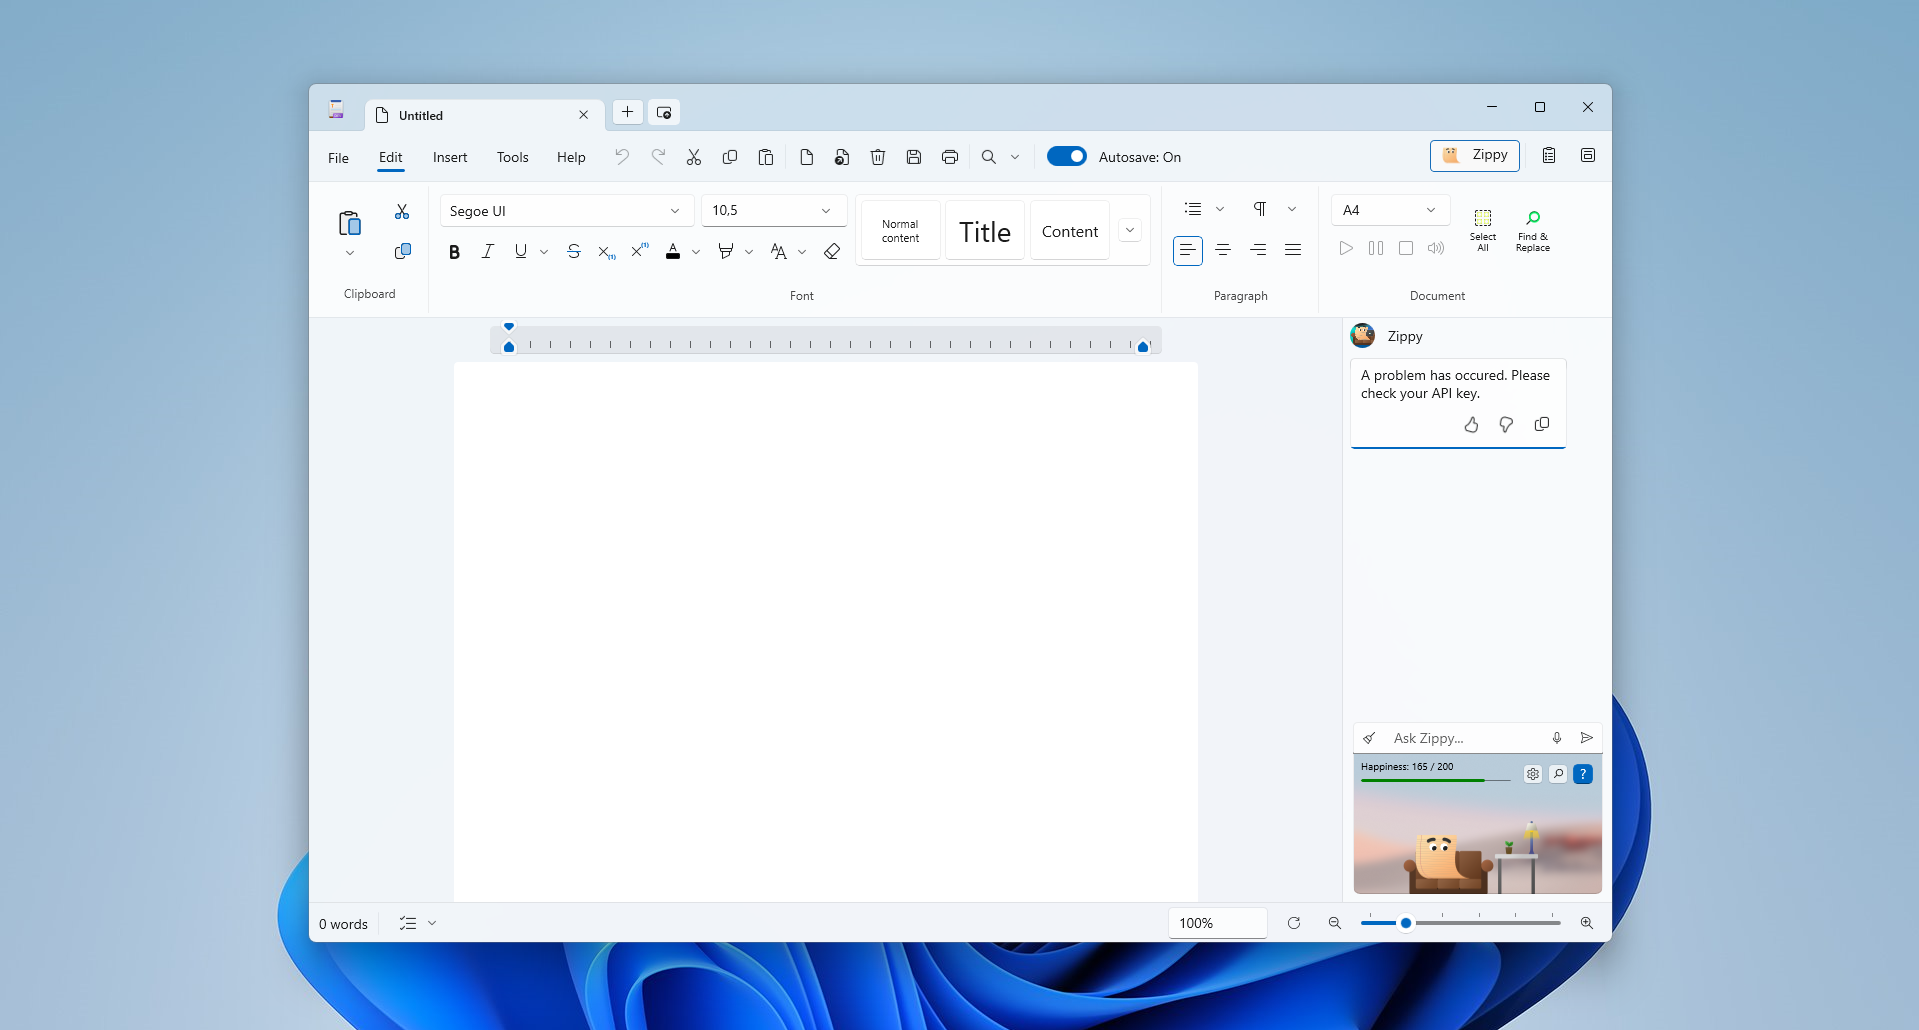 Untitled
File Edit Insert Tools Help Autosave: On Zippy
Segoe UI 10,5
Normal
content
Title Content
A4
Select
All
Find &
Replace
Clipboard Font Paragraph Document
Zippy
A problem has occured. Please
check your API key.
Ask Zippy...
Happiness: 165 / 200
?
0 words 100%